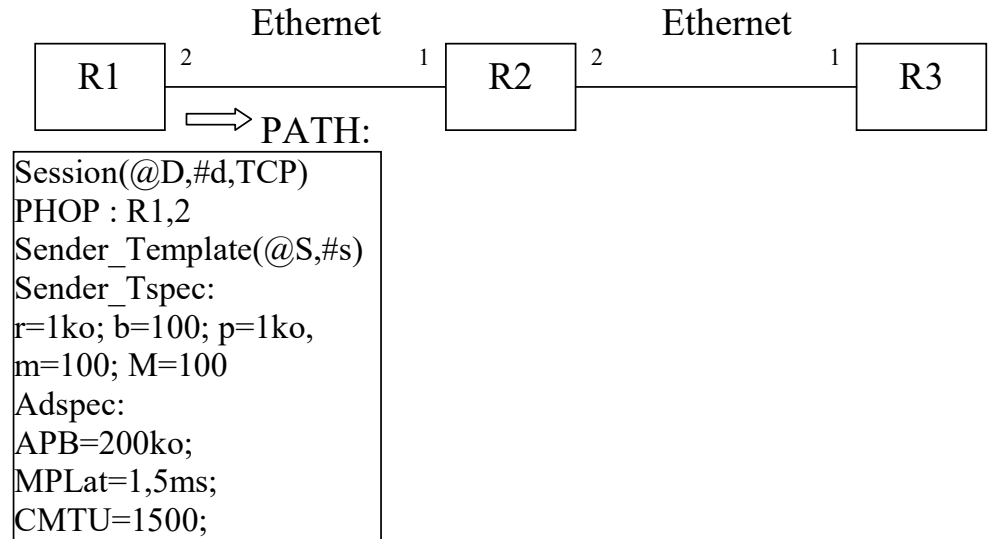 Ethernet Ethernet
R1 2 1 R2 2 1 R3
PATH:
Session(@D,#d,TCP)
PHOP : R1,2
Sender_Template(@S,#s)
Sender_Tspec:
r=1ko; b=100; p=1ko,
m=100; M=100
Adspec:
APB=200ko;
MPLat=1,5ms;
CMTU=1500;